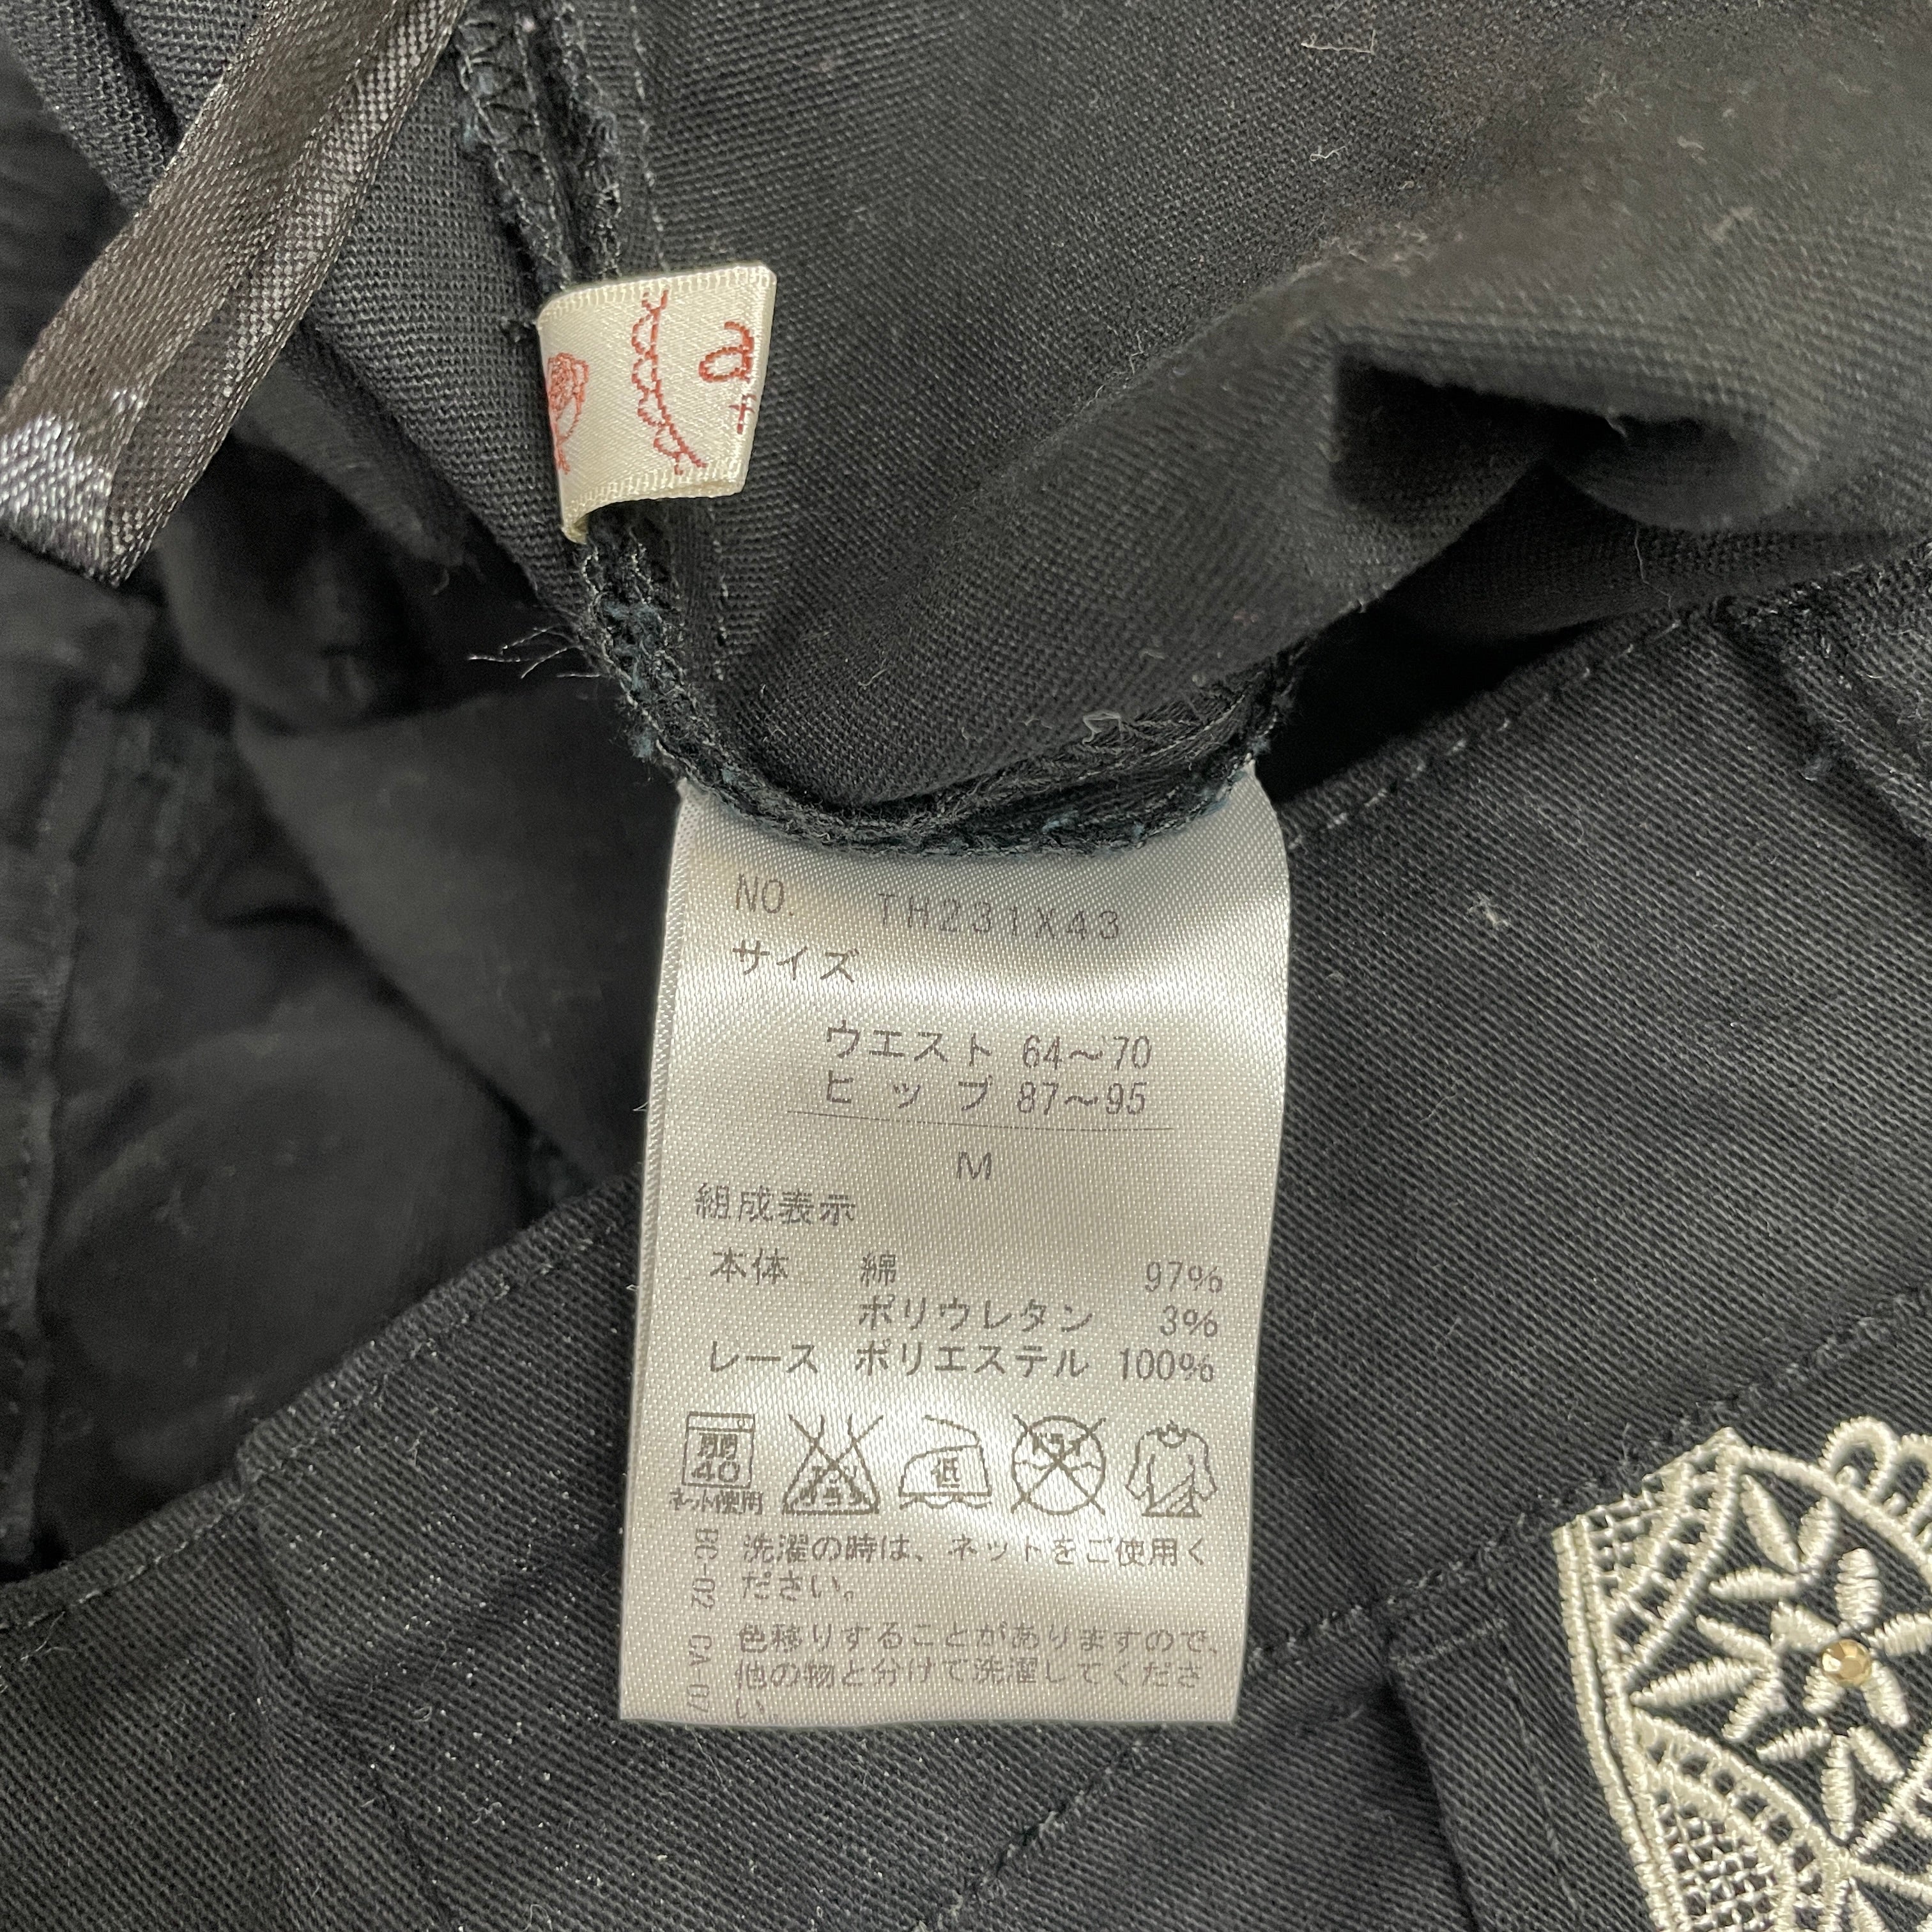 a
NO. TH231X43
サイズ
ウエスト 64～70
ヒップ 87～95
M
組成表示
本体 綿 97%
ポリウレタン 3%
レース ポリエステル 100%
40 低
ネット使用
洗濯の時は、ネットをご使用く
ださい。
色移りすることがありますので、
他の物と分けて洗濯してくださ
い。
BC-02 CA-07